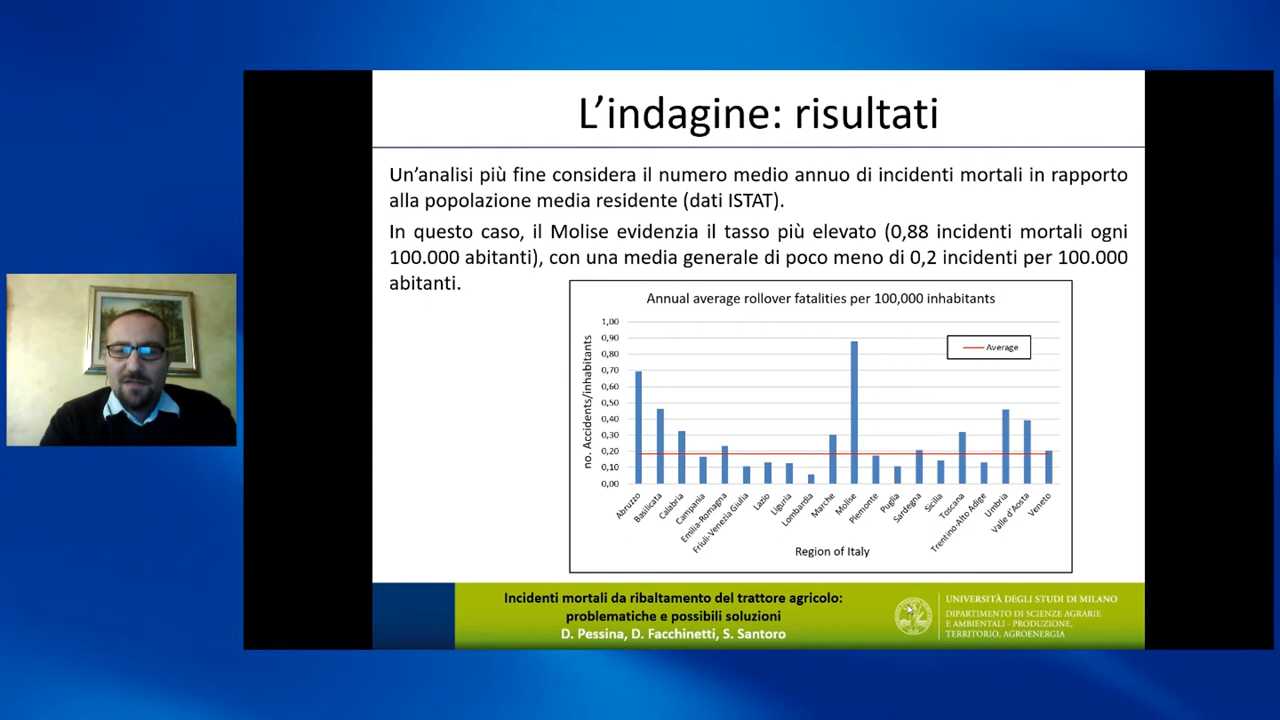 L'indagine: risultati
Un'analisi più fine considera il numero medio annuo di incidenti mortali in rapporto
alla popolazione media residente (dati ISTAT).
In questo caso, il Molise evidenzia il tasso più elevato (0,88 incidenti mortali ogni
100.000 abitanti), con una media generale di poco meno di 0,2 incidenti per 100.000
abitanti.
Annual average rollover fatalities per 100,000 inhabitants
no. Accidents/inhabitants
1,00
0,90
0,80
0,70
0,60
0,50
0,40
0,30
0,20
0,10
0,00
Average
Abruzzo
Basilicata
Calabria
Campania
Emilia-Romagna
Friuli-Venezia Giulia
Lazio
Liguria
Lombardia
Marche
Molise
Piemonte
Puglia
Sardegna
Sicilia
Toscana
Trentino-Alto Adige
Umbria
Valle d'Aosta
Veneto
Region of Italy
Incidenti mortali da ribaltamento del trattore agricolo:
problematiche e possibili soluzioni
D. Pessina, D. Facchinetti, S. Santoro
UNIVERSITÀ DEGLI STUDI DI MILANO
DIPARTIMENTO DI SCIENZE AGRARIE
E AMBIENTALI - PRODUZIONE,
TERRITORIO, AGROENERGIA